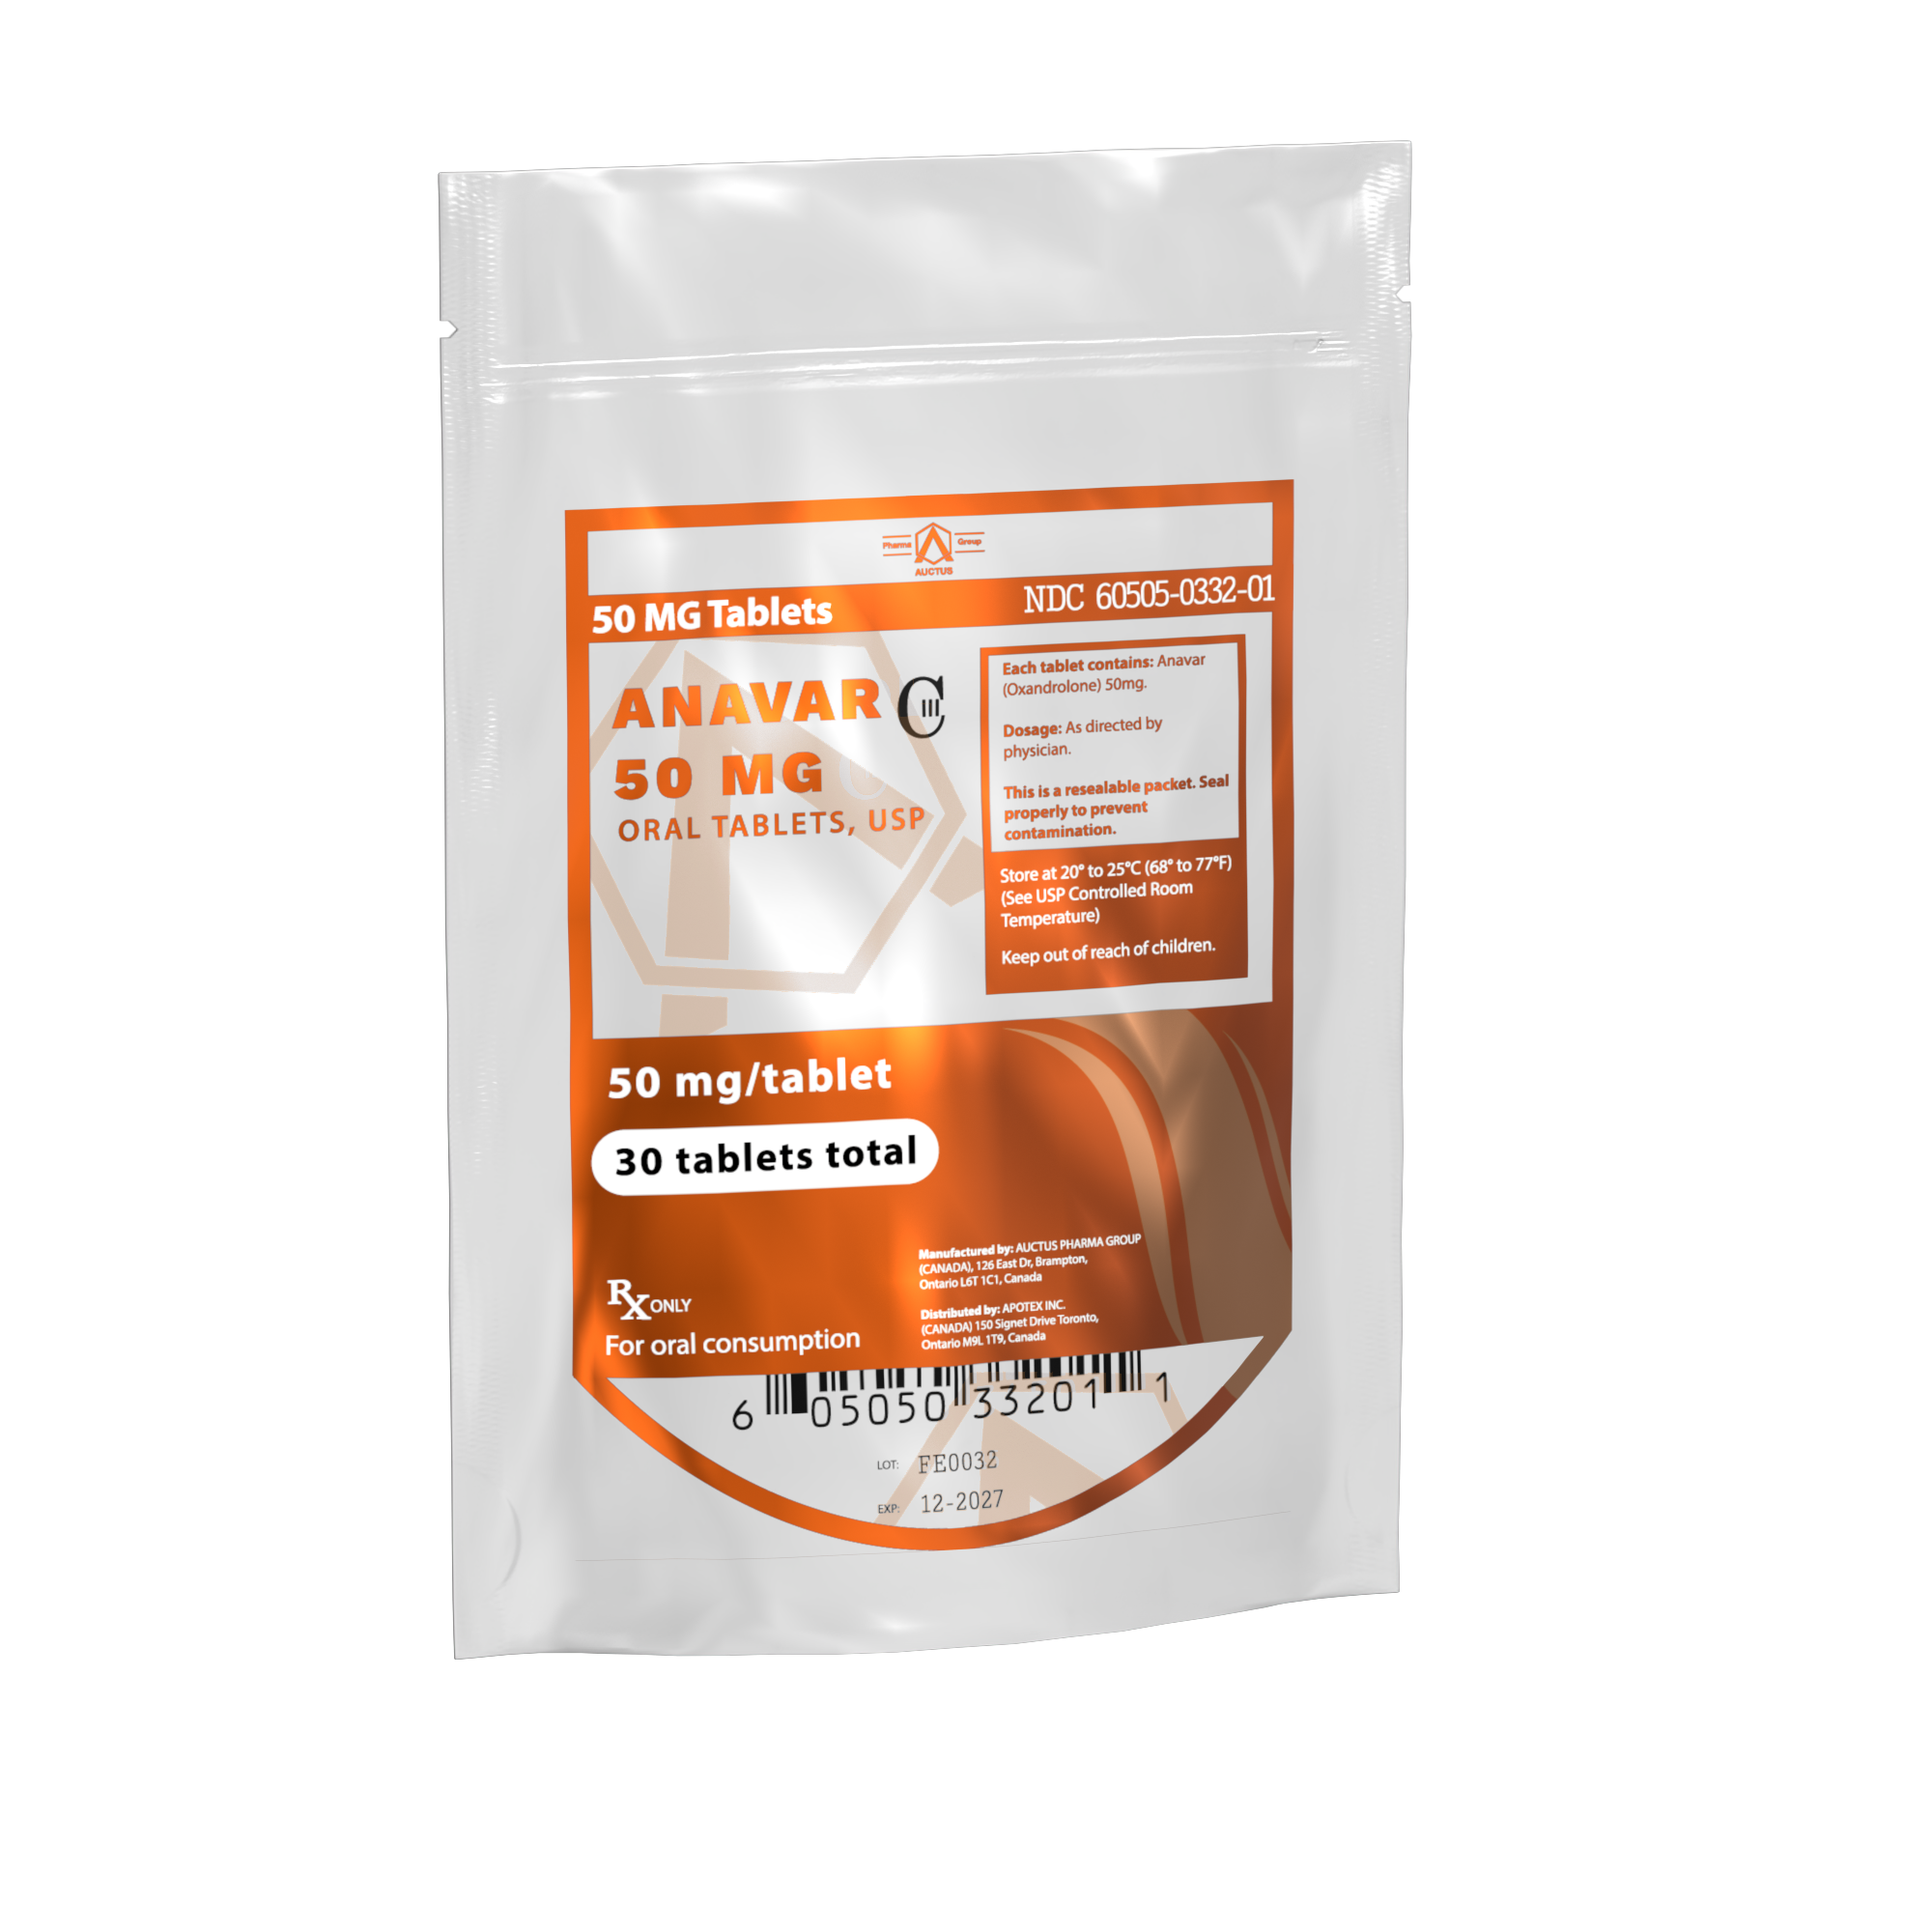 Pharma Group
AUCTUS
50 MG Tablets
NDC 60505-0332-01
ANAVAR CIII
50 MG
ORAL TABLETS, USP
Each tablet contains: Anavar
(Oxandrolone) 50mg.
Dosage: As directed by
physician.
This is a resealable packet. Seal
properly to prevent
contamination.
Store at 20° to 25°C (68° to 77°F)
(See USP Controlled Room
Temperature)
Keep out of reach of children.
50 mg/tablet
30 tablets total
Rx ONLY
For oral consumption
Manufactured by: AUCTUS PHARMA GROUP
(CANADA), 126 East Dr, Brampton,
Ontario L6T 1C1, Canada
Distributed by: APOTEX INC.
(CANADA) 150 Signet Drive Toronto,
Ontario M9L 1T9, Canada
6 05050 33201 1
LOT: FE0032
EXP: 12-2027